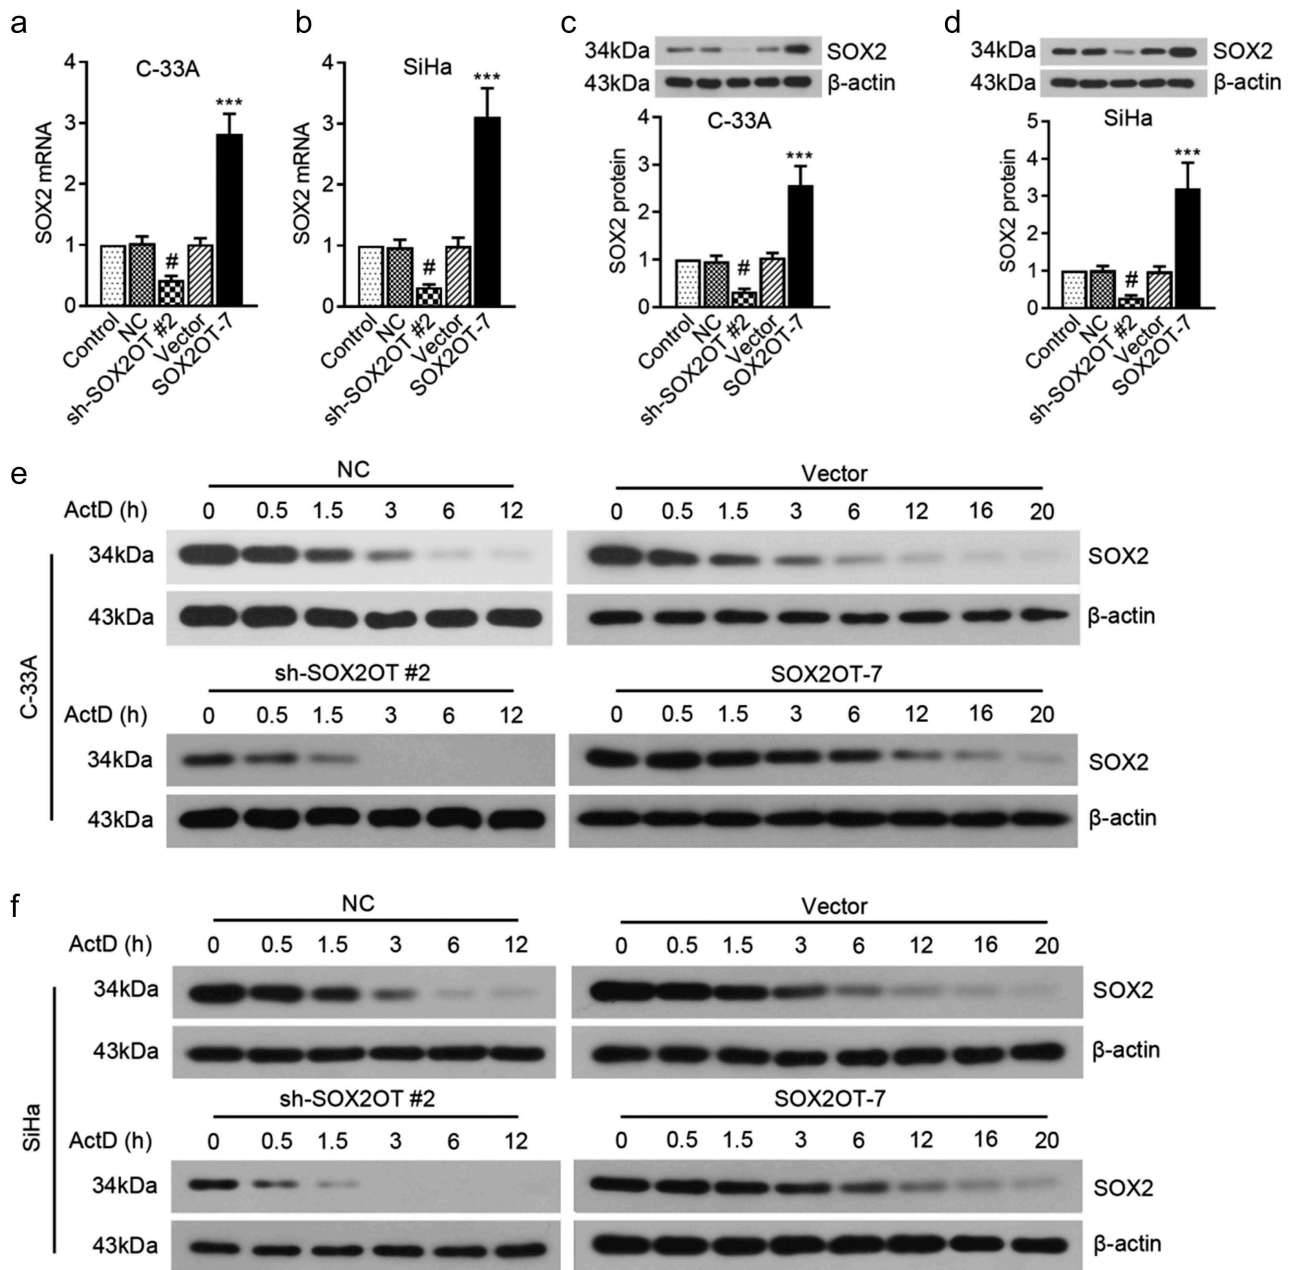 a
C-33A
SOX2 mRNA
4
3
2
1
0
***
#
Control
NC
sh-SOX2OT #2
Vector
SOX2OT-7
b
SiHa
SOX2 mRNA
4
3
2
1
0
***
#
Control
NC
sh-SOX2OT #2
Vector
SOX2OT-7
c
34kDa SOX2
43kDa β-actin
C-33A
SOX2 protein
4
3
2
1
0
***
#
Control
NC
sh-SOX2OT #2
Vector
SOX2OT-7
d
34kDa SOX2
43kDa β-actin
SiHa
SOX2 protein
5
4
3
2
1
0
***
#
Control
NC
sh-SOX2OT #2
Vector
SOX2OT-7
e
C-33A
NC Vector
ActD (h) 0 0.5 1.5 3 6 12 0 0.5 1.5 3 6 12 16 20
34kDa SOX2
43kDa β-actin
sh-SOX2OT #2 SOX2OT-7
ActD (h) 0 0.5 1.5 3 6 12 0 0.5 1.5 3 6 12 16 20
34kDa SOX2
43kDa β-actin
f
SiHa
NC Vector
ActD (h) 0 0.5 1.5 3 6 12 0 0.5 1.5 3 6 12 16 20
34kDa SOX2
43kDa β-actin
sh-SOX2OT #2 SOX2OT-7
ActD (h) 0 0.5 1.5 3 6 12 0 0.5 1.5 3 6 12 16 20
34kDa SOX2
43kDa β-actin